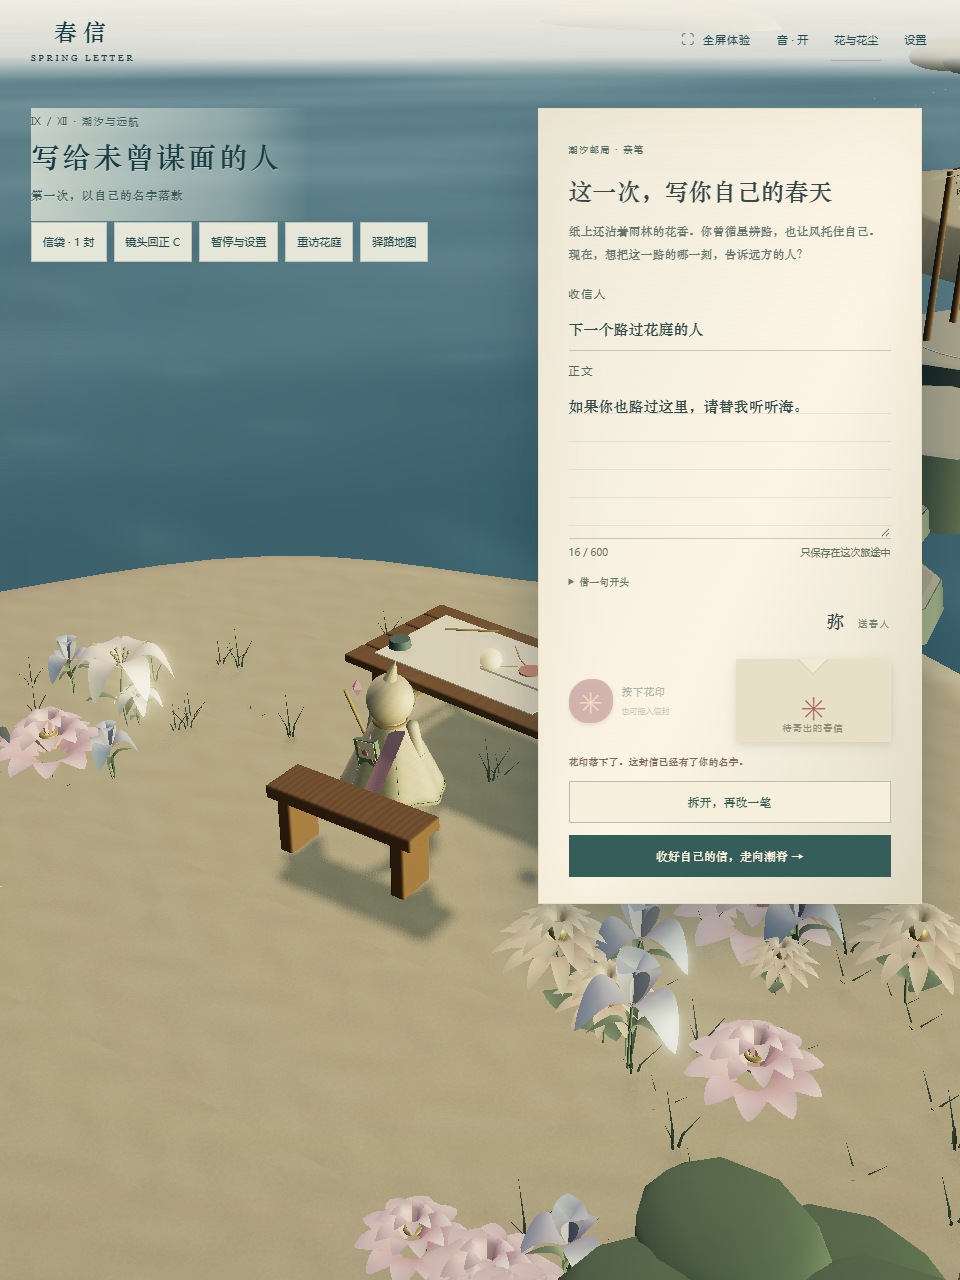 春信
SPRING LETTER
全屏体验
音 · 开
花与花尘
设置
IX / XII · 潮汐与远航
写给未曾谋面的人
第一次，以自己的名字落款
信袋 · 1 封
镜头回正 C
暂停与设置
重访花庭
驿路地图
潮汐邮局 · 亲笔
这一次，写你自己的春天
纸上还沾着雨林的花香。你曾循星辨路，也让风托住自己。
现在，想把这一路的哪一刻，告诉远方的人？
收信人
下一个路过花庭的人
正文
如果你也路过这里，请替我听听海。
16 / 600
只保存在这次旅途中
借一句开头
弥 送春人
按下花印
也可拖入信封
待寄出的春信
花印落下了。这封信已经有了你的名字。
拆开，再改一笔
收好自己的信，走向潮脊 →